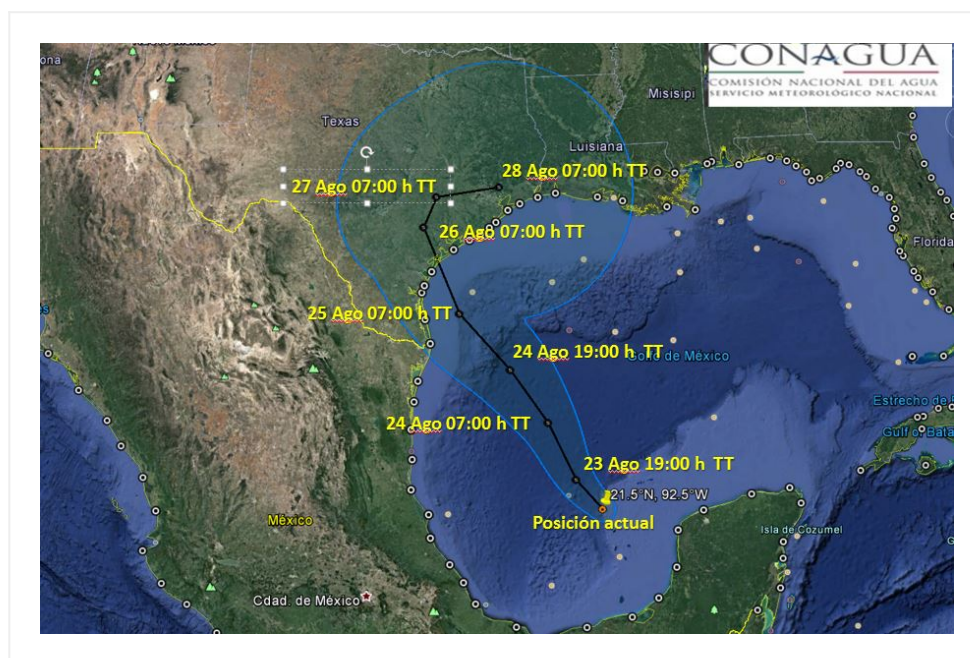 CONAGUA
COMISIÓN NACIONAL DEL AGUA
SERVICIO METEOROLÓGICO NACIONAL
Misisipi
Texas
Luisiana
28 Ago 07:00 h TT
27 Ago 07:00 h TT
26 Ago 07:00 h TT
Florida
25 Ago 07:00 h TT
24 Ago 19:00 h TT
Golfo de México
Estrecho de
24 Ago 07:00 h TT
Gulf of Bata
23 Ago 19:00 h TT
21.5°N, 92.5°W
Posición actual
México
Isla de Cozumel
Cdad. de México